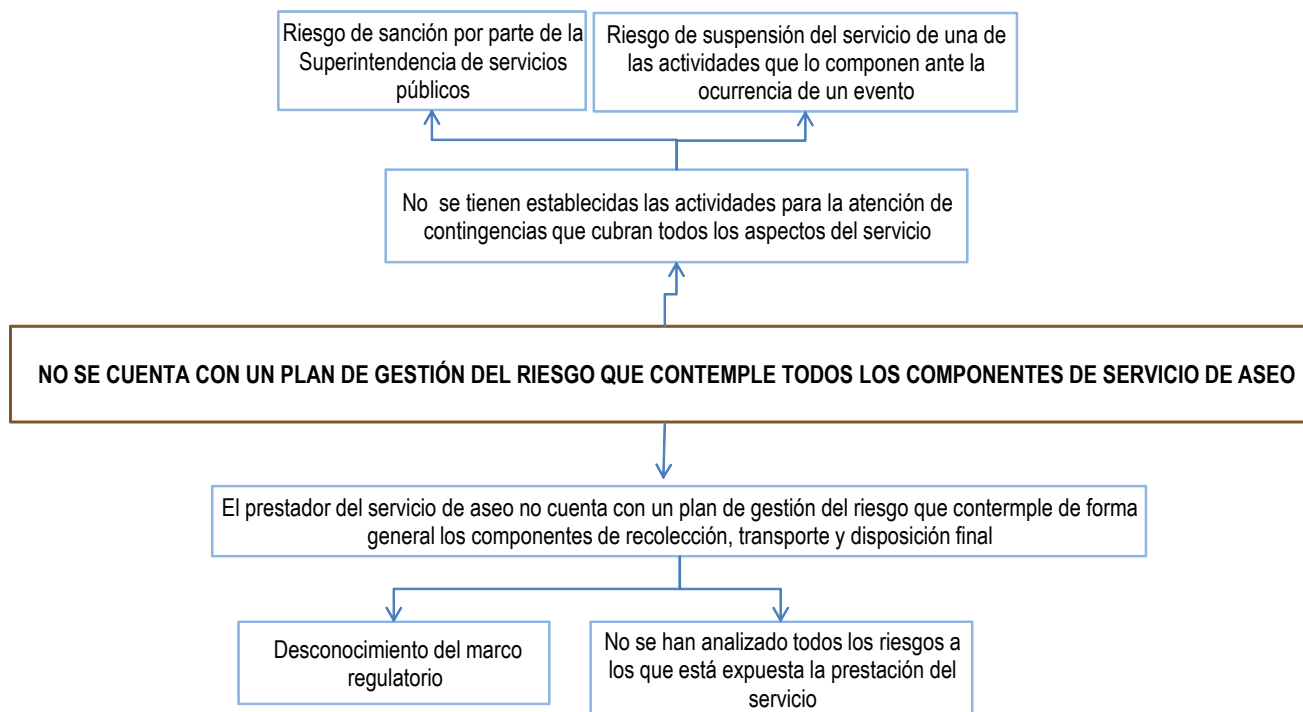 Riesgo de sanción por parte de la
Superintendencia de servicios
públicos
Riesgo de suspensión del servicio de una de
las actividades que lo componen ante la
ocurrencia de un evento
No se tienen establecidas las actividades para la atención de
contingencias que cubran todos los aspectos del servicio
NO SE CUENTA CON UN PLAN DE GESTIÓN DEL RIESGO QUE CONTEMPLE TODOS LOS COMPONENTES DE SERVICIO DE ASEO
El prestador del servicio de aseo no cuenta con un plan de gestión del riesgo que contermple de forma
general los componentes de recolección, transporte y disposición final
Desconocimiento del marco
regulatorio
No se han analizado todos los riesgos a
los que está expuesta la prestación del
servicio